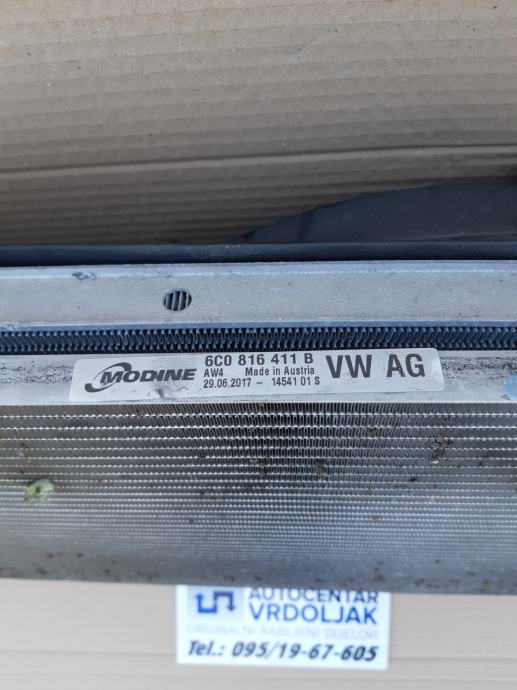 MODINE
6C0 816 411 B
AW4 Made in Austria
29.06.2017 - 14541 01 S
VW AG
AUTOCENTAR
VRDOLJAK
ORIGINALNI RABLJENI DIJELOVI
Tel.: 095/19-67-605